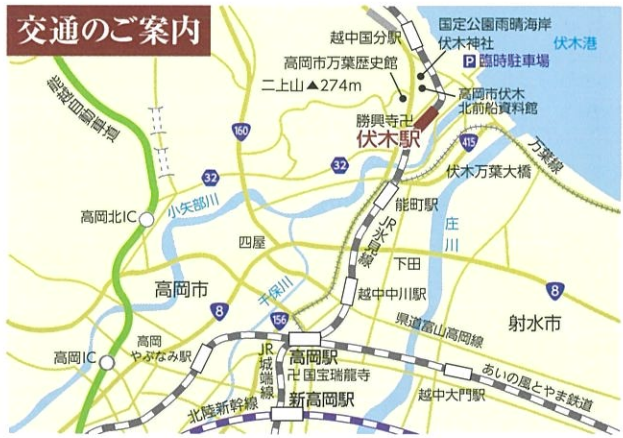 交通のご案内
国定公園雨晴海岸
越中国分駅
伏木神社
伏木港
P臨時駐車場
高岡市万葉歴史館
二上山▲274m
高岡市伏木
北前船資料館
勝興寺卍
伏木駅
能越自動車道
160
415
万葉線
32
32
伏木万葉大橋
小矢部川
能町駅
高岡北IC
JR氷見線
庄川
四屋
下田
千保川
高岡市
越中中川駅
8
8
156
県道富山高岡線
射水市
高岡
やぶなみ駅
高岡駅
高岡IC
JR城端線
卍国宝瑞龍寺
あいの風とやま鉄道
越中大門駅
北陸新幹線
新高岡駅